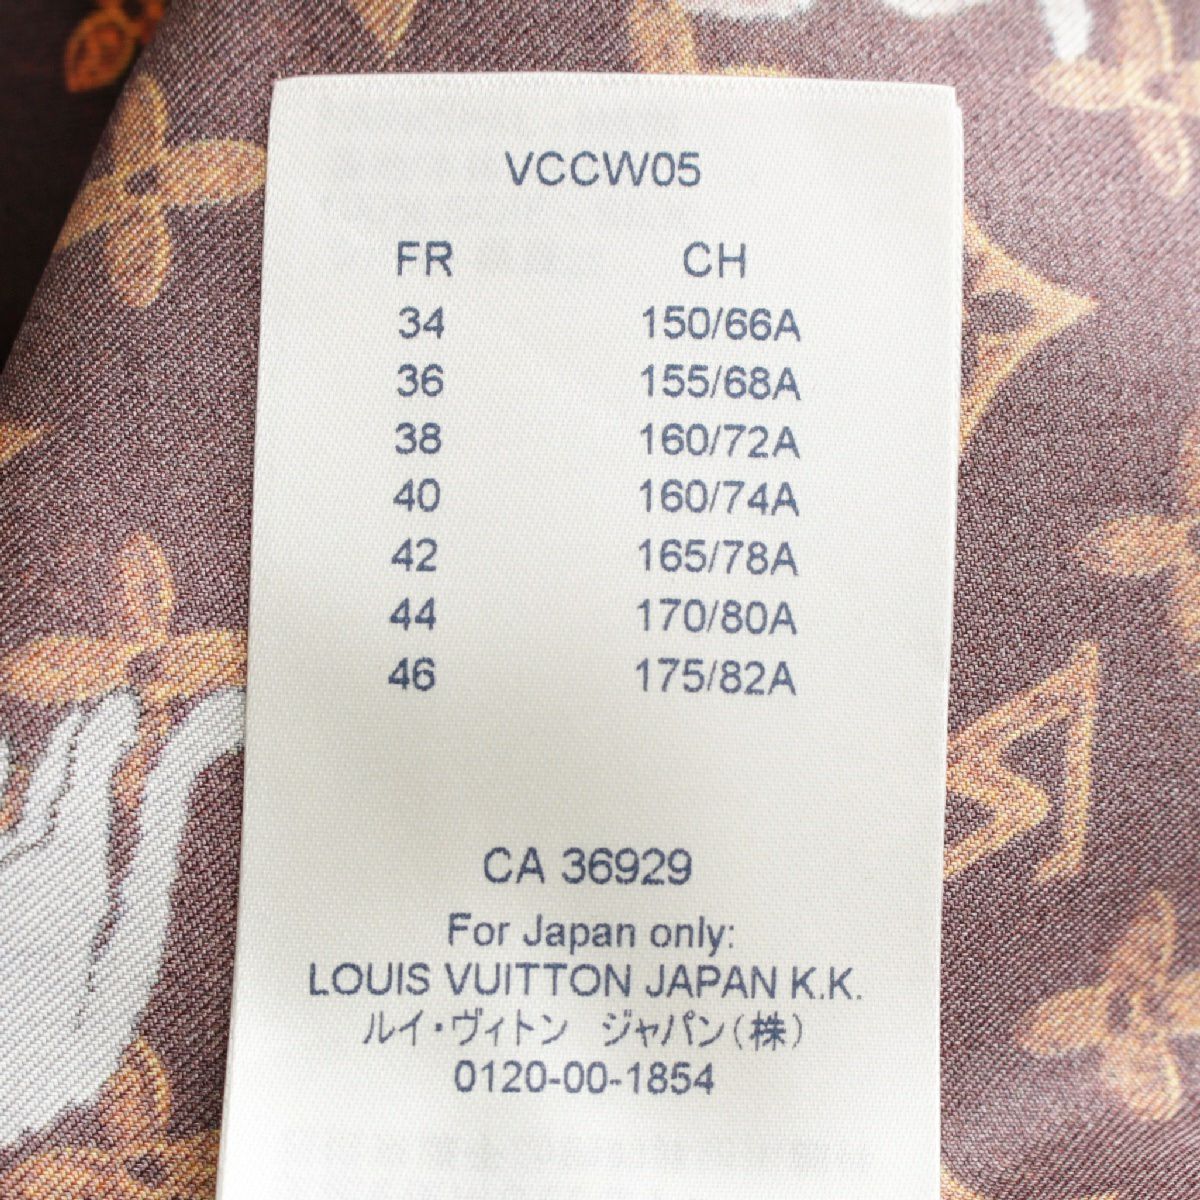 VCCW05
FR CH
34 150/66A
36 155/68A
38 160/72A
40 160/74A
42 165/78A
44 170/80A
46 175/82A
CA 36929
For Japan only:
LOUIS VUITTON JAPAN K.K.
ルイ・ヴィトン ジャパン(株)
0120-00-1854